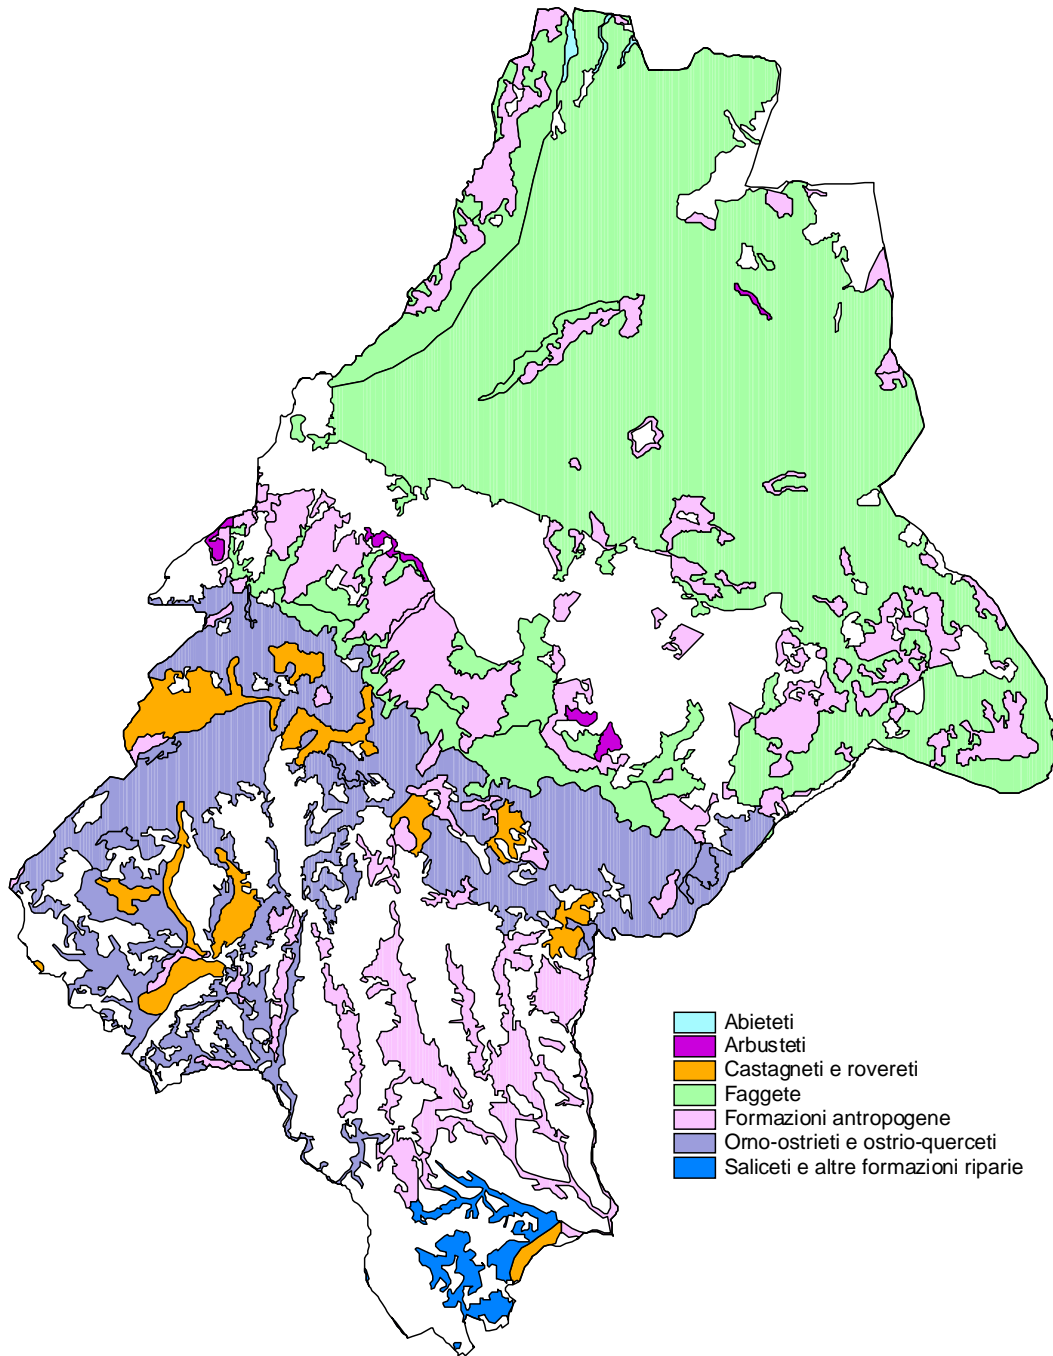 Abieteti
Arbusteti
Castagneti e rovereti
Faggete
Formazioni antropogene
Orno-ostrieti e ostrio-querceti
Saliceti e altre formazioni riparie